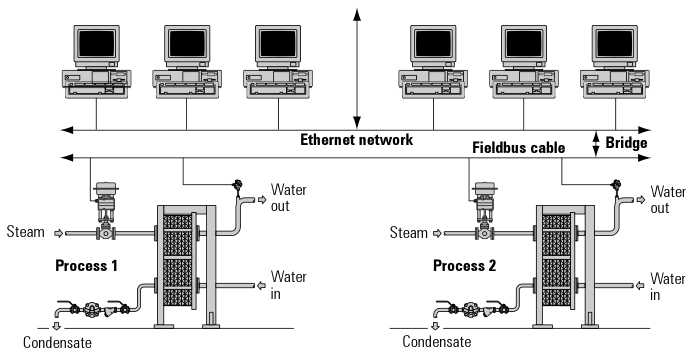 Ethernet network
Bridge
Fieldbus cable
Water
out
Steam
Process 1
Water
in
Condensate
Water
out
Steam
Process 2
Water
in
Condensate